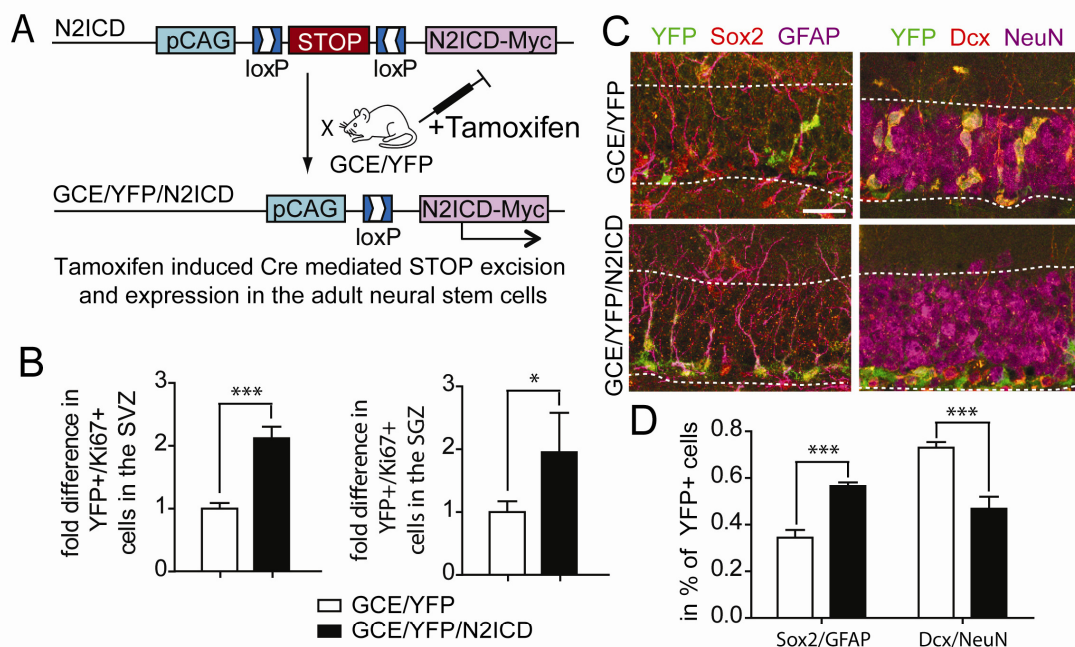 A
N2ICD
pCAG
STOP
N2ICD-Myc
loxP
loxP
X
+Tamoxifen
GCE/YFP
GCE/YFP/N2ICD
pCAG
N2ICD-Myc
loxP
Tamoxifen induced Cre mediated STOP excision
and expression in the adult neural stem cells
B
fold difference in
YFP+/Ki67+
cells in the SVZ
3
2
1
0
***
fold difference in
YFP+/Ki67+
cells in the SGZ
3
2
1
0
*
GCE/YFP
GCE/YFP/N2ICD
C
YFP Sox2 GFAP
YFP Dcx NeuN
GCE/YFP
GCE/YFP/N2ICD
D
in % of YFP+ cells
0.8
0.6
0.4
0.2
0.0
***
***
Sox2/GFAP
Dcx/NeuN